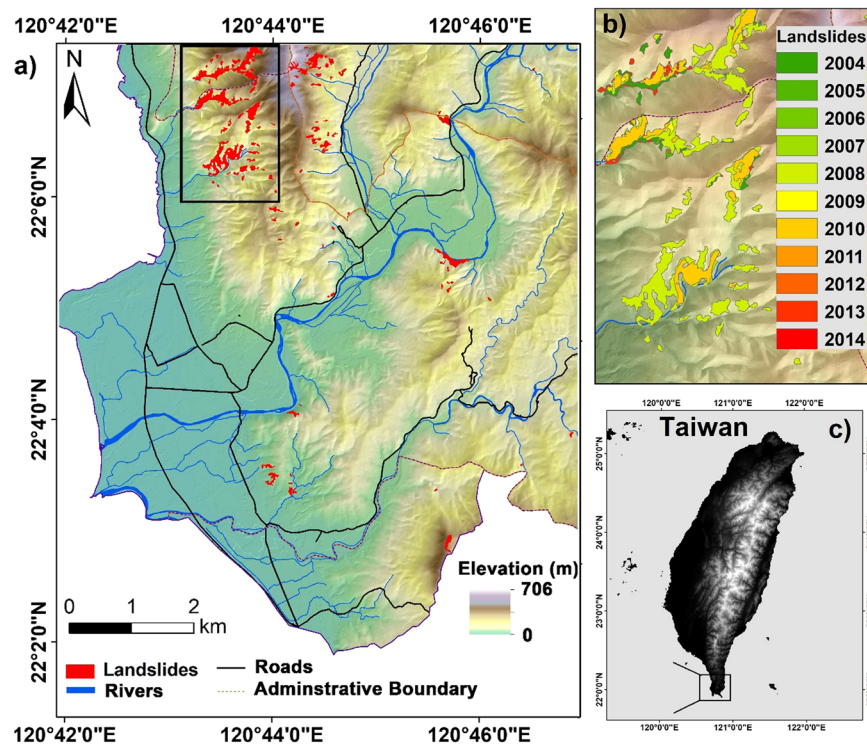 120°42'0"E 120°44'0"E 120°46'0"E
a)
22°6'0"N
22°4'0"N
22°2'0"N
Elevation (m)
706
0
0 1 2
km
Landslides
Rivers
Roads
Adminstrative Boundary
120°42'0"E 120°44'0"E 120°46'0"E
b)
Landslides
2004
2005
2006
2007
2008
2009
2010
2011
2012
2013
2014
120°0'0"E 121°0'0"E 122°0'0"E
Taiwan
c)
25°0'0"N
24°0'0"N
23°0'0"N
22°0'0"N
120°0'0"E 121°0'0"E 122°0'0"E